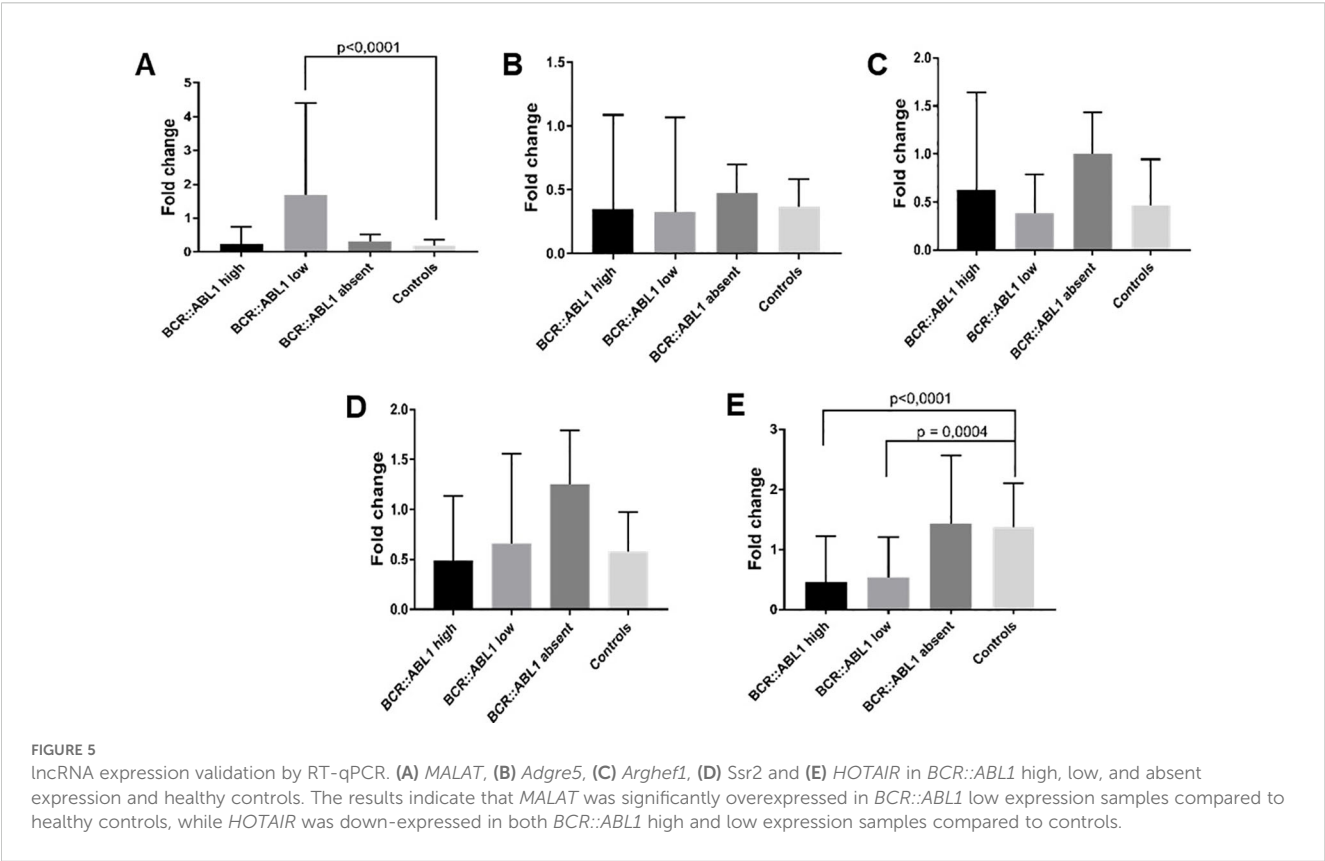 A
p<0,0001
Fold change
5
4
3
2
1
0
BCR::ABL1 high
BCR::ABL1 low
BCR::ABL1 absent
Controls
B
Fold change
1.5
1.0
0.5
0.0
BCR::ABL1 high
BCR::ABL1 low
BCR::ABL1 absent
Controls
C
Fold change
2.0
1.5
1.0
0.5
0.0
BCR::ABL1 high
BCR::ABL1 low
BCR::ABL1 absent
Controls
D
Fold change
2.0
1.5
1.0
0.5
0.0
BCR::ABL1 high
BCR::ABL1 low
BCR::ABL1 absent
Controls
E
p<0,0001
p = 0,0004
Fold change
3
2
1
0
BCR::ABL1 high
BCR::ABL1 low
BCR::ABL1 absent
Controls
FIGURE 5
lncRNA expression validation by RT-qPCR. (A) MALAT, (B) Adgre5, (C) Arghef1, (D) Ssr2 and (E) HOTAIR in BCR::ABL1 high, low, and absent
expression and healthy controls. The results indicate that MALAT was significantly overexpressed in BCR::ABL1 low expression samples compared to
healthy controls, while HOTAIR was down-expressed in both BCR::ABL1 high and low expression samples compared to controls.